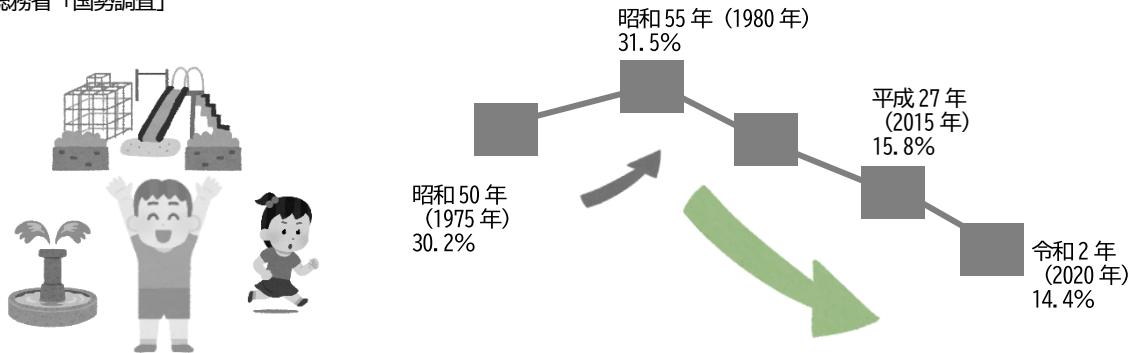 総務省「国勢調査」
昭和55年（1980年）
31.5％
平成27年
（2015年）
15.8％
昭和50年
（1975年）
30.2％
令和2年
（2020年）
14.4％